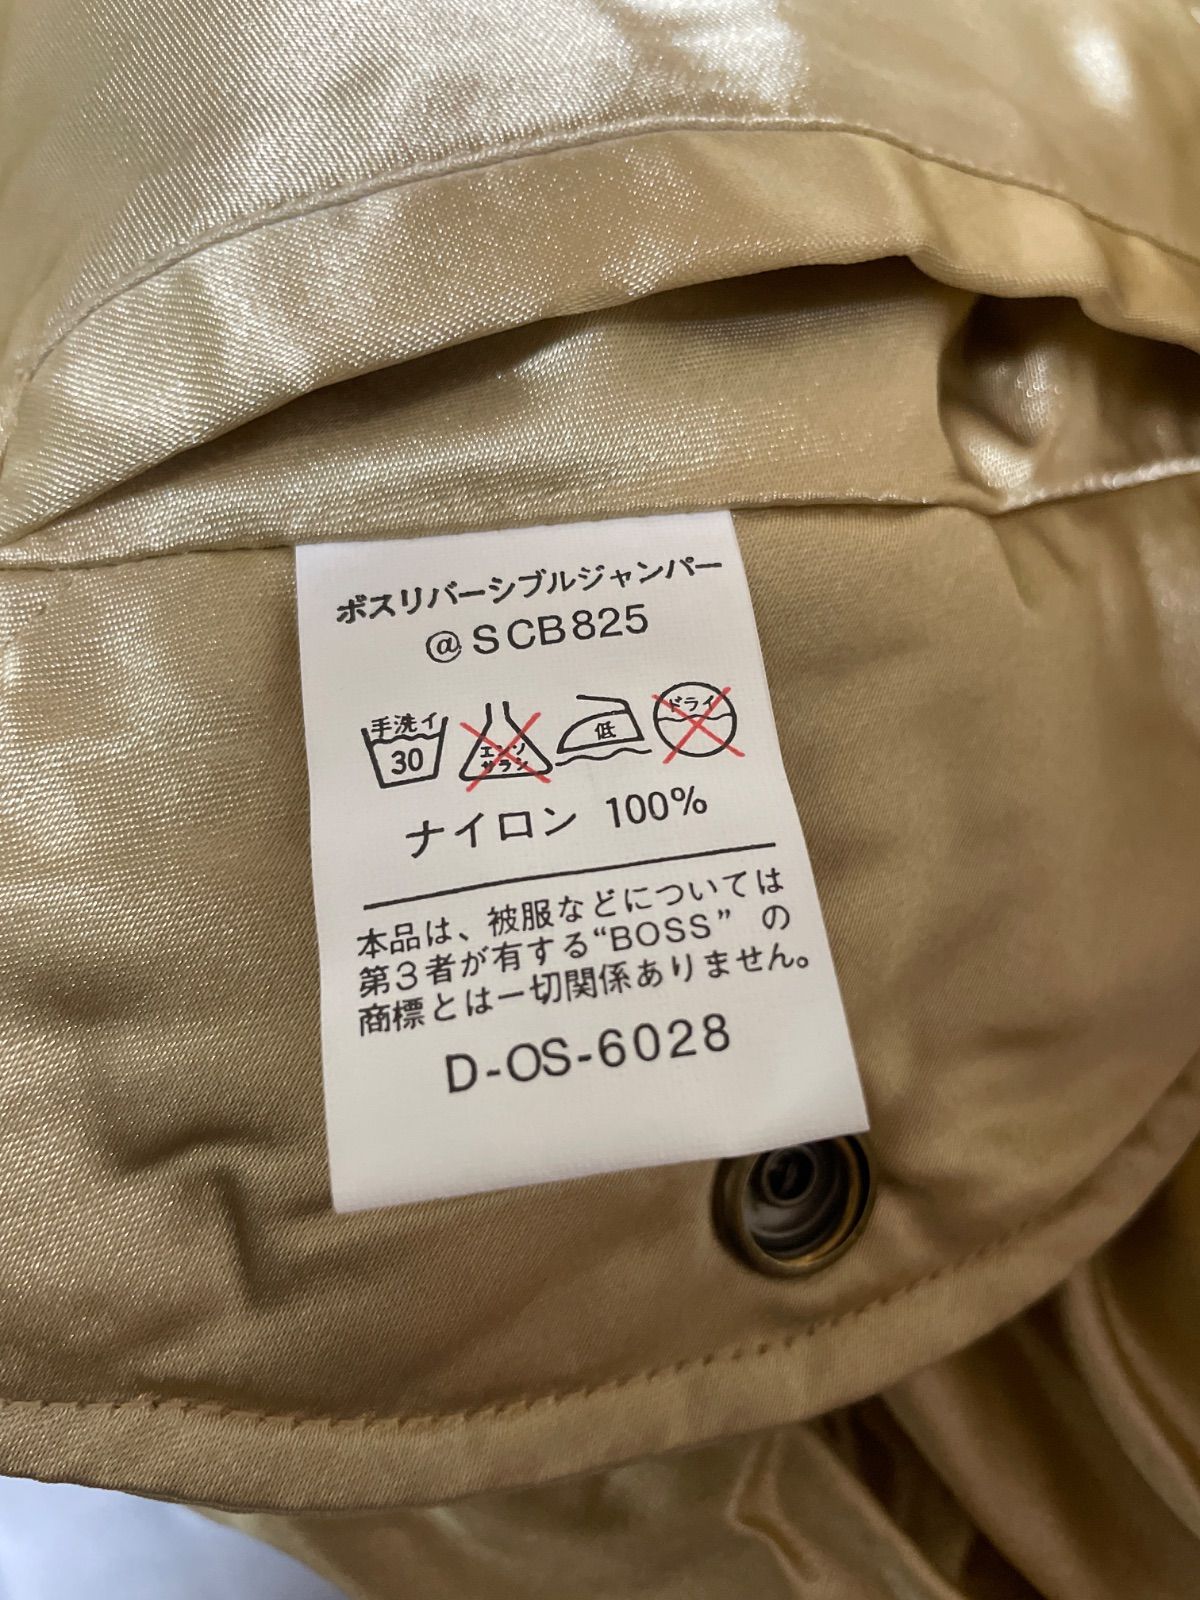 ボスリバーシブルジャンパー
@SCB825
手洗イ
30
エンソ
サラシ
低
ドライ
ナイロン 100%
本品は、被服などについては
第3者が有する“BOSS” の
商標とは一切関係ありません。
D-OS-6028